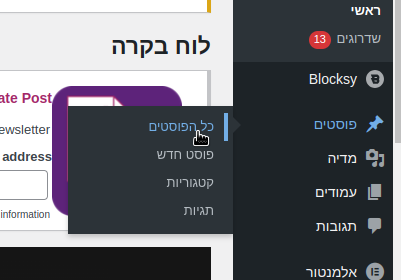 ראשי
שדרוגים 13
Blocksy
פוסטים
מדיה
עמודים
תגובות
אלמנטור
כל הפוסטים
פוסט חדש
קטגוריות
תגיות
לוח בקרה
ate Post
ewsletter
address
information